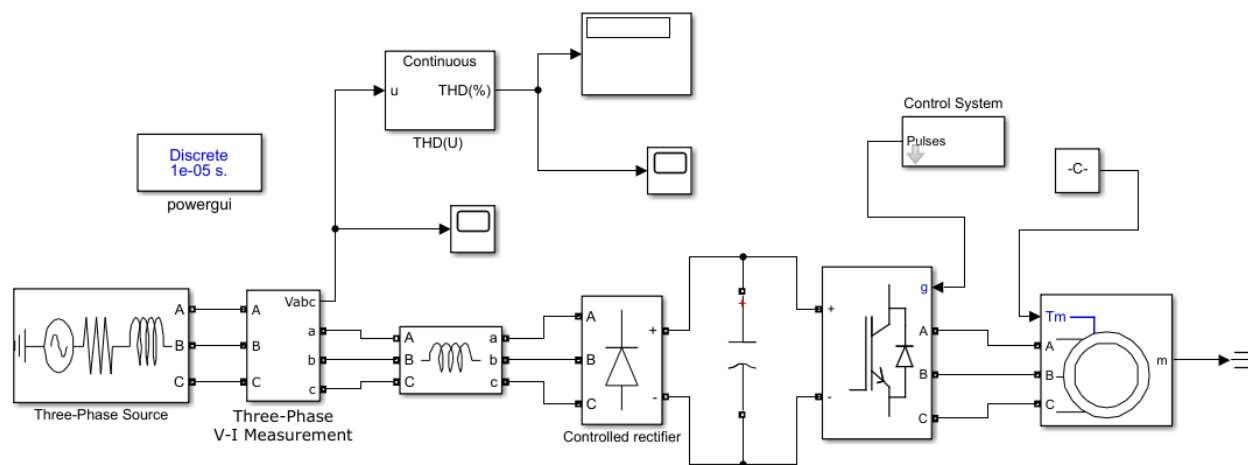 Continuous
u
THD(%)
THD(U)
Control System
Pulses
Discrete
1e-05 s.
powergui
-C-
A
B
C
Three-Phase Source
Vabc
A
B
C
a
b
c
Three-Phase
V-I Measurement
A
B
C
a
b
c
A
B
C
+
-
Controlled rectifier
+
+
-
g
A
B
C
Tm
A
B
C
m